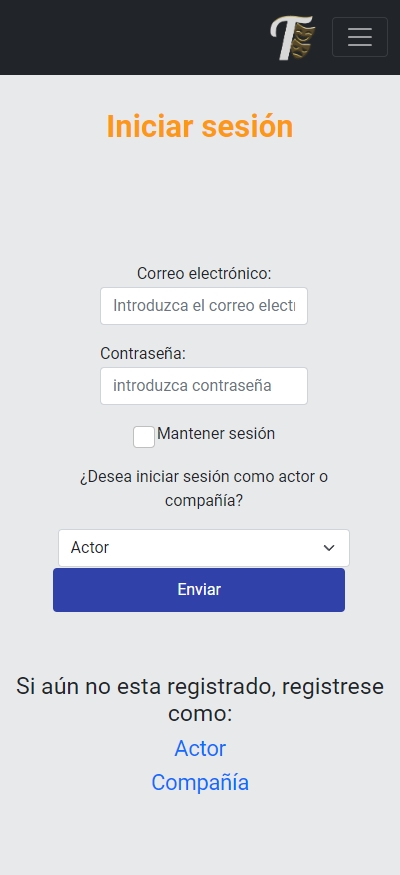 T
Iniciar sesión
Correo electrónico:
Introduzca el correo elect
Contraseña:
introduzca contraseña
Mantener sesión
¿Desea iniciar sesión como actor o
compañía?
Actor
Enviar
Si aún no esta registrado, registrese
como:
Actor
Compañía